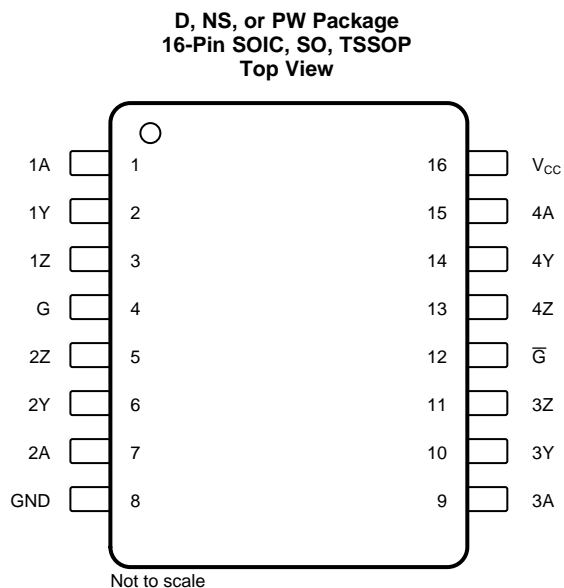 D, NS, or PW Package
16-Pin SOIC, SO, TSSOP
Top View
1A 1 16 VCC
1Y 2 15 4A
1Z 3 14 4Y
G 4 13 4Z
2Z 5 12 G̅
2Y 6 11 3Z
2A 7 10 3Y
GND 8 9 3A
Not to scale